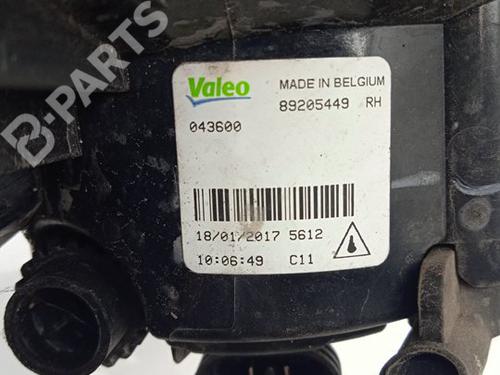 B-PARTS
Valeo
MADE IN BELGIUM
89205449 RH
043600
18/01/2017 5612
10:06:49 C11